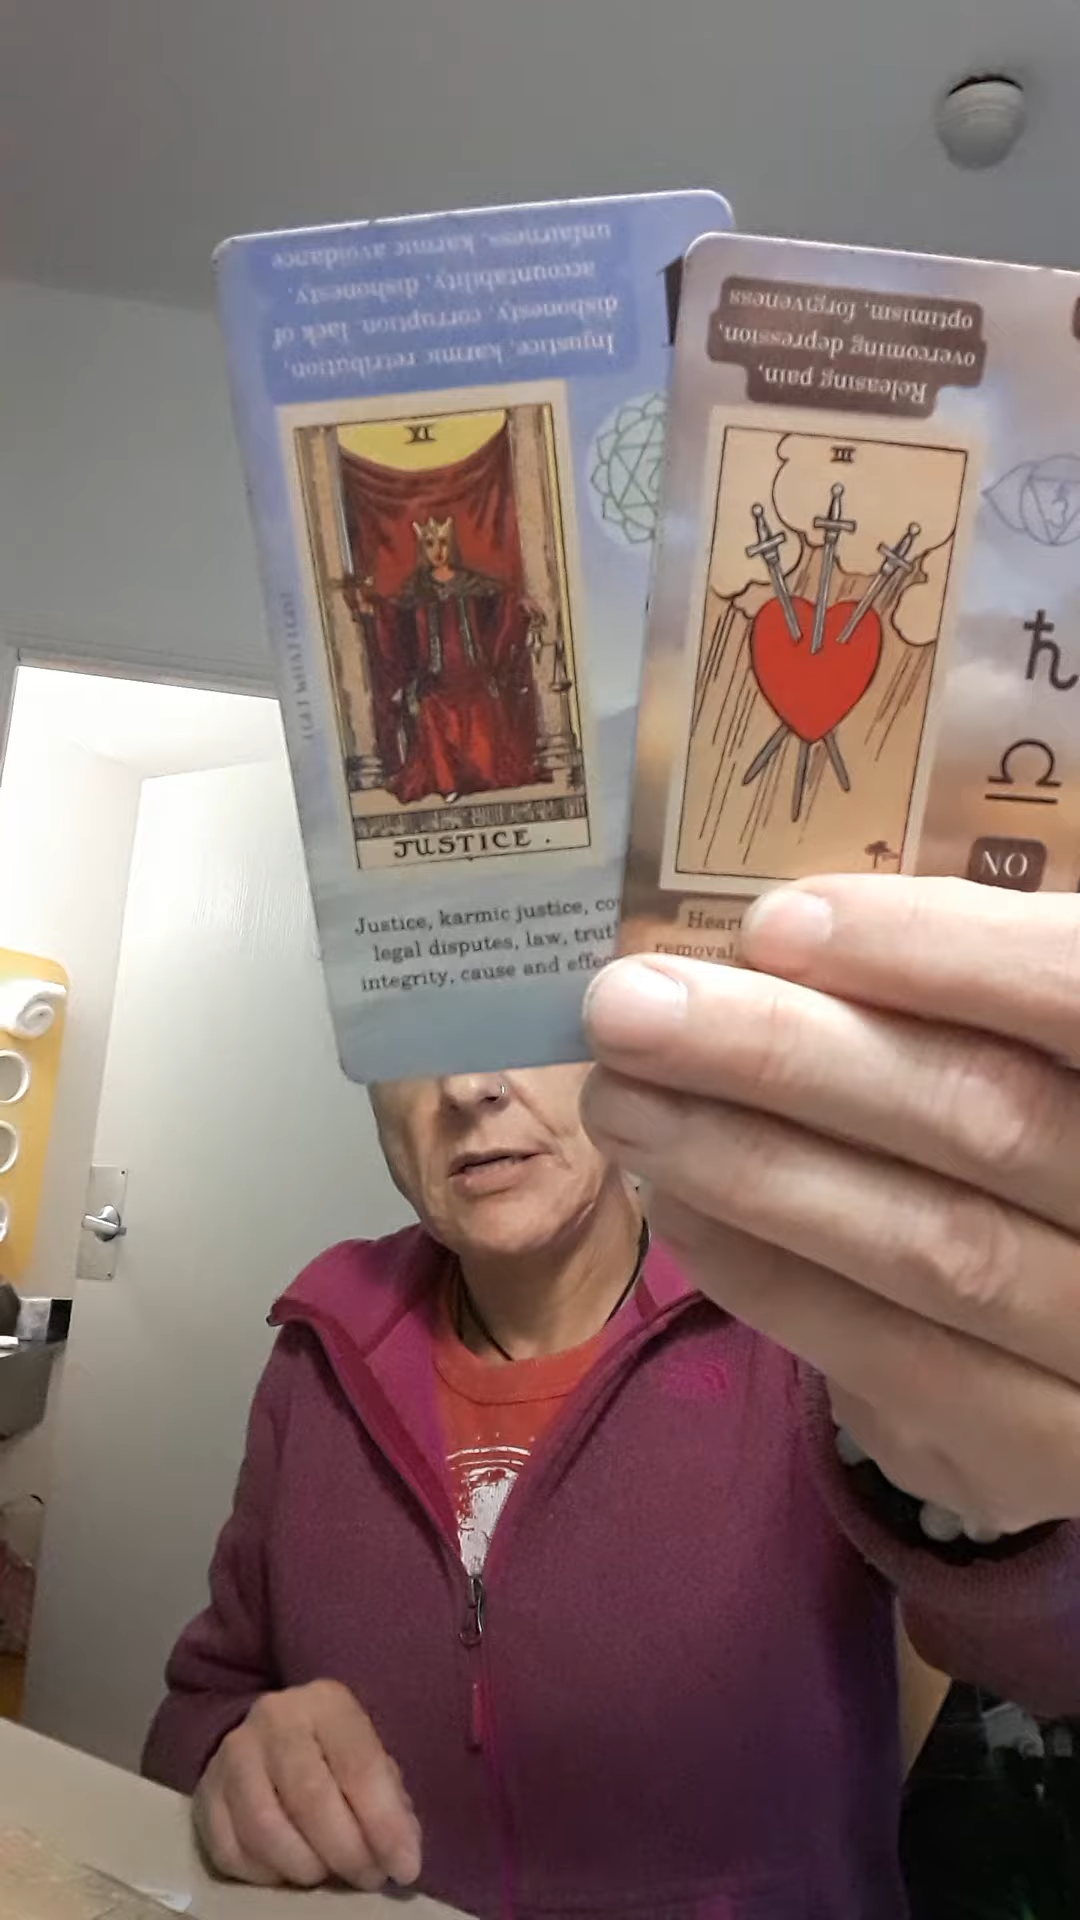 Injustice, karmic retribution,
dishonesty, corruption, lack of
accountability, dishonesty,
unfairness, karmic avoidance
XI
JUSTICE .
Justice, karmic justice,
legal disputes, law,
integrity, cause and
Releasing pain,
overcoming depression,
optimism, forgiveness
III
NO
removal,